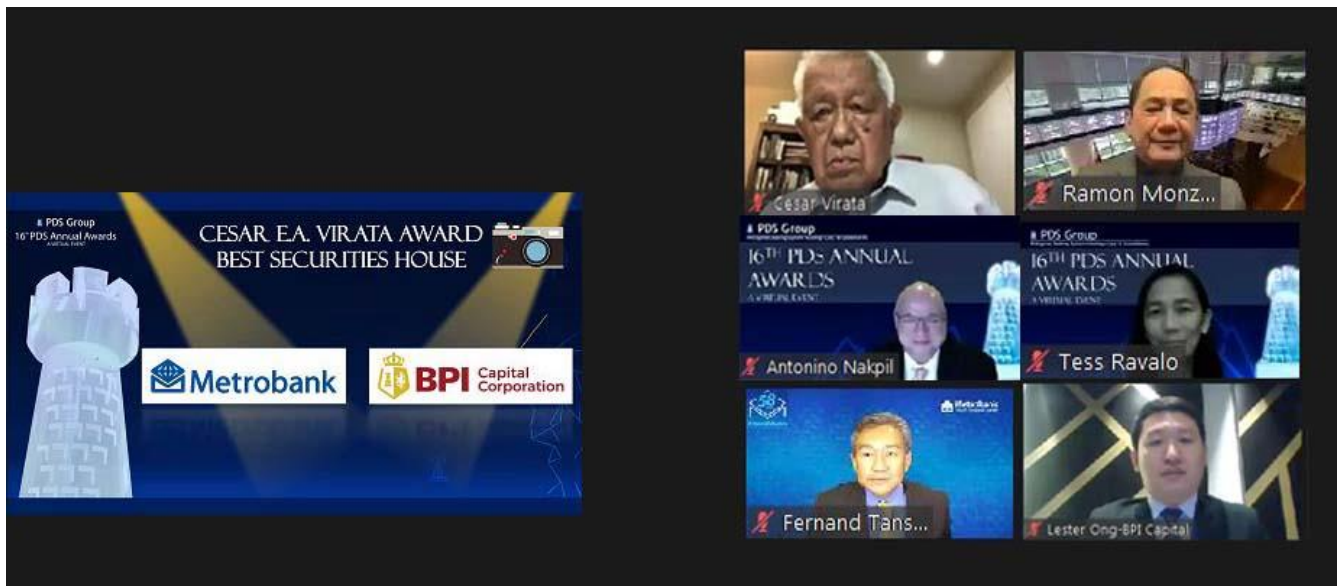 PDS Group
16th PDS Annual Awards
A VIRTUAL EVENT
CESAR E.A. VIRATA AWARD
BEST SECURITIES HOUSE
Metrobank
BPI Capital
Corporation
Cesar Virata
Ramon Monz...
PDS Group
16TH PDS ANNUAL
AWARDS
A VIRTUAL EVENT
Antonino Nakpil
PDS Group
16TH PDS ANNUAL
AWARDS
A VIRTUAL EVENT
Tess Ravalo
58
Metrobank
Fernand Tans...
Lester Ong-BPI Capital